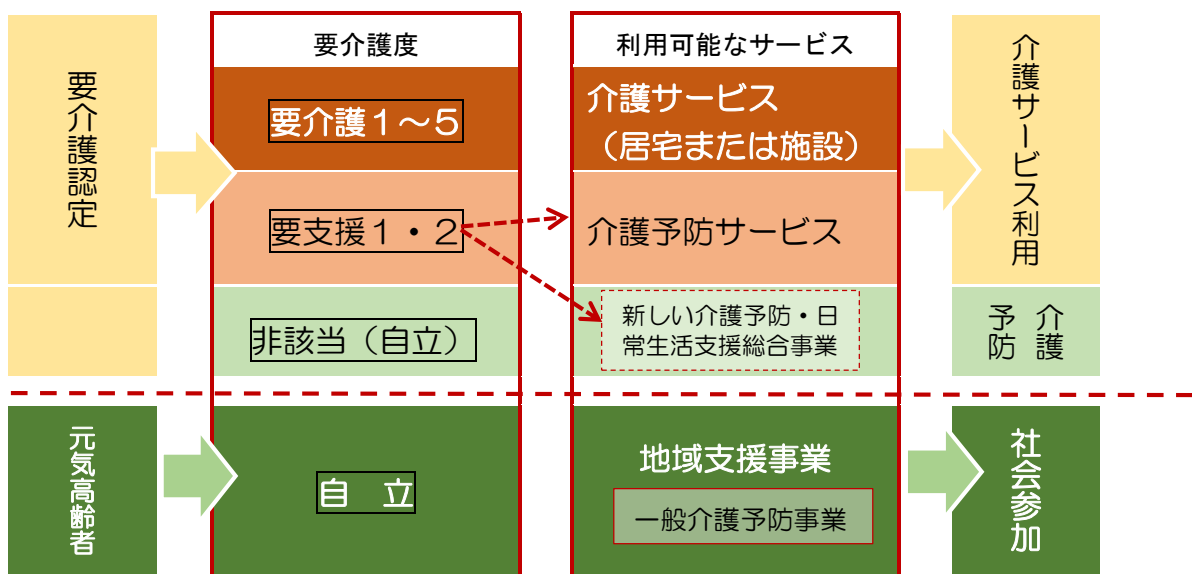 要介護認定
要介護度
要介護１～５
要支援１・２
非該当（自立）
利用可能なサービス
介護サービス
（居宅または施設）
介護予防サービス
新しい介護予防・日
常生活支援総合事業
介護サービス利用
介護
予防
元気高齢者
自　立
地域支援事業
一般介護予防事業
社会参加